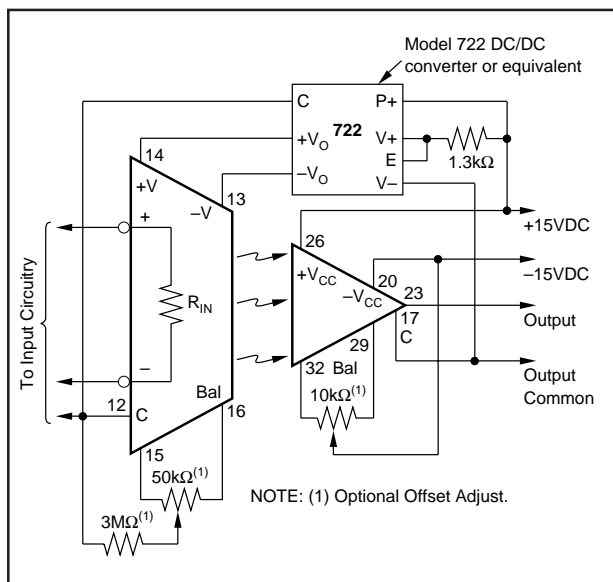 Model 722 DC/DC
converter or equivalent
C
P+
722
+VO
V+
E
1.3kΩ
–VO
V–
14
13
+V
–V
+
+15VDC
26
+VCC
20
–15VDC
–VCC
23
To Input Circuitry
RIN
Output
17
C
29
–
32
Bal
Output
Common
12
C
Bal
16
10kΩ(1)
15
50kΩ(1)
NOTE: (1) Optional Offset Adjust.
3MΩ(1)